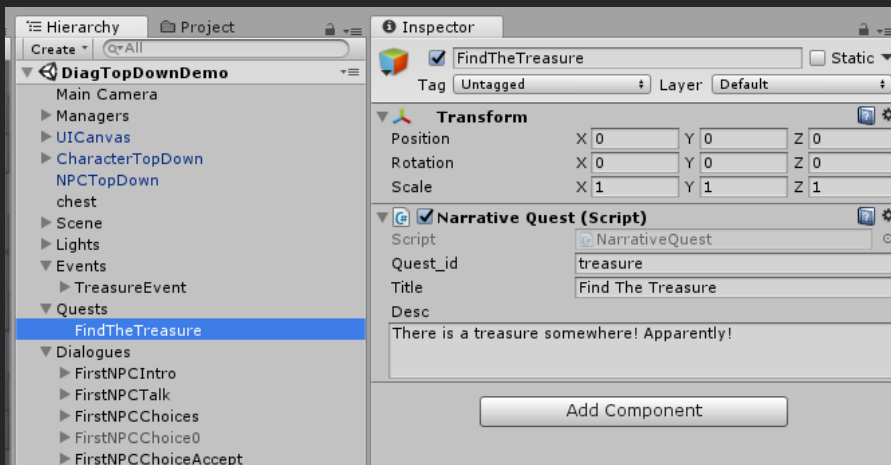 Hierarchy
Project
Create
All
DiagTopDownDemo
Main Camera
Managers
UICanvas
CharacterTopDown
NPCTopDown
chest
Scene
Lights
Events
TreasureEvent
Quests
FindTheTreasure
Dialogues
FirstNPCIntro
FirstNPCTalk
FirstNPCChoices
FirstNPCChoice0
FirstNPCChoiceAccept
Inspector
FindTheTreasure Static
Tag Untagged Layer Default
Transform
Position X 0 Y 0 Z 0
Rotation X 0 Y 0 Z 0
Scale X 1 Y 1 Z 1
Narrative Quest (Script)
Script NarrativeQuest
Quest_id treasure
Title Find The Treasure
Desc
There is a treasure somewhere! Apparently!
Add Component